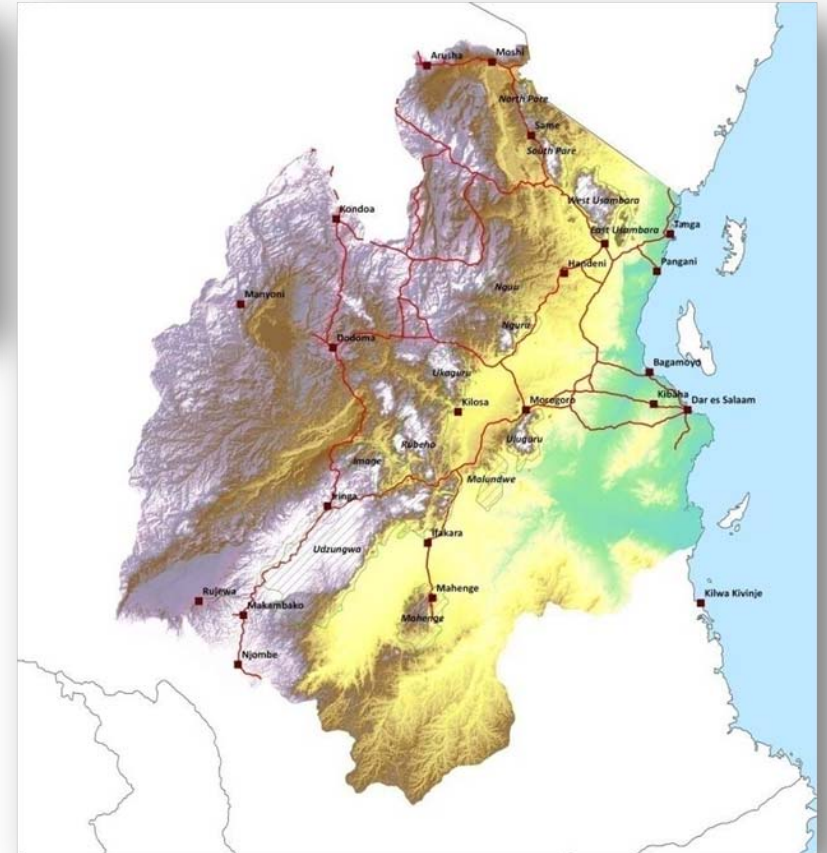 Arusha
Moshi
North Pare
Same
South Pare
West Usambara
Kondoa
East Usambara
Tanga
Pangani
Handeni
Nguu
Manyoni
Nguru
Dodoma
Bagamoyo
Ukaguru
Kibaha
Dar es Salaam
Kilosa
Morogoro
Uluguru
Rubeho
Image
Malundwe
Iringa
Ifakara
Udzungwa
Rujewa
Mahenge
Kilwa Kivinje
Makambako
Mahenge
Njombe